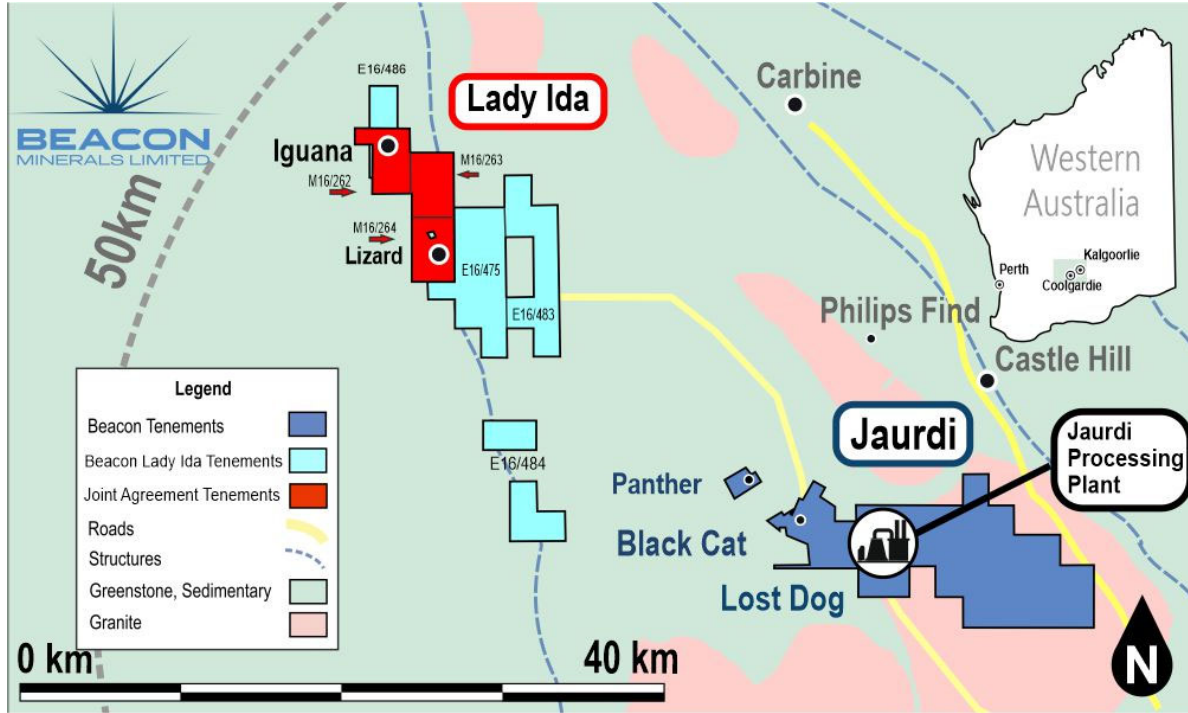 BEACON
MINERALS LIMITED
50km
E16/486
Lady Ida
Iguana
M16/262
M16/263
M16/264
Lizard
E16/475
E16/483
E16/484
Carbine
Western
Australia
Perth
Kalgoorlie
Coolgardie
Philips Find
Castle Hill
Jaurdi
Jaurdi
Processing
Plant
Panther
Black Cat
Lost Dog
Legend
Beacon Tenements
Beacon Lady Ida Tenements
Joint Agreement Tenements
Roads
Structures
Greenstone, Sedimentary
Granite
0 km
40 km
N